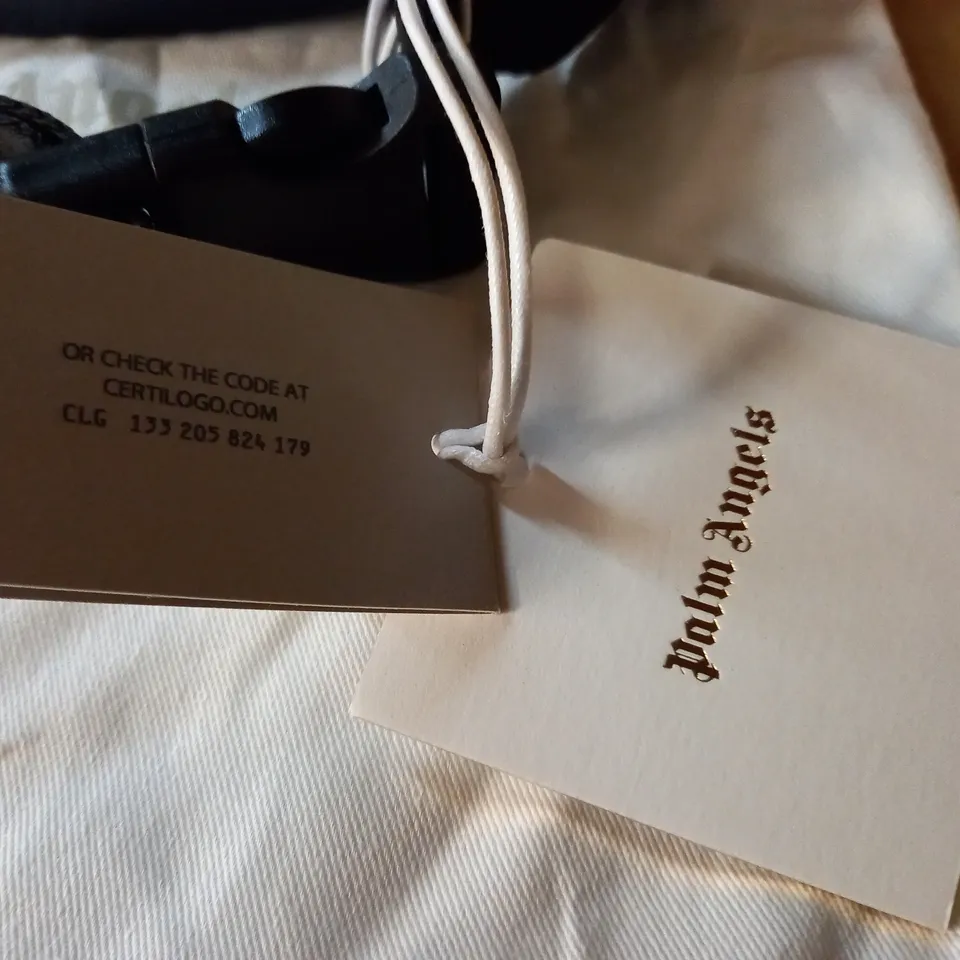 OR CHECK THE CODE AT
CERTILOGO.COM
CLG 133 205 824 179
Palm Angels